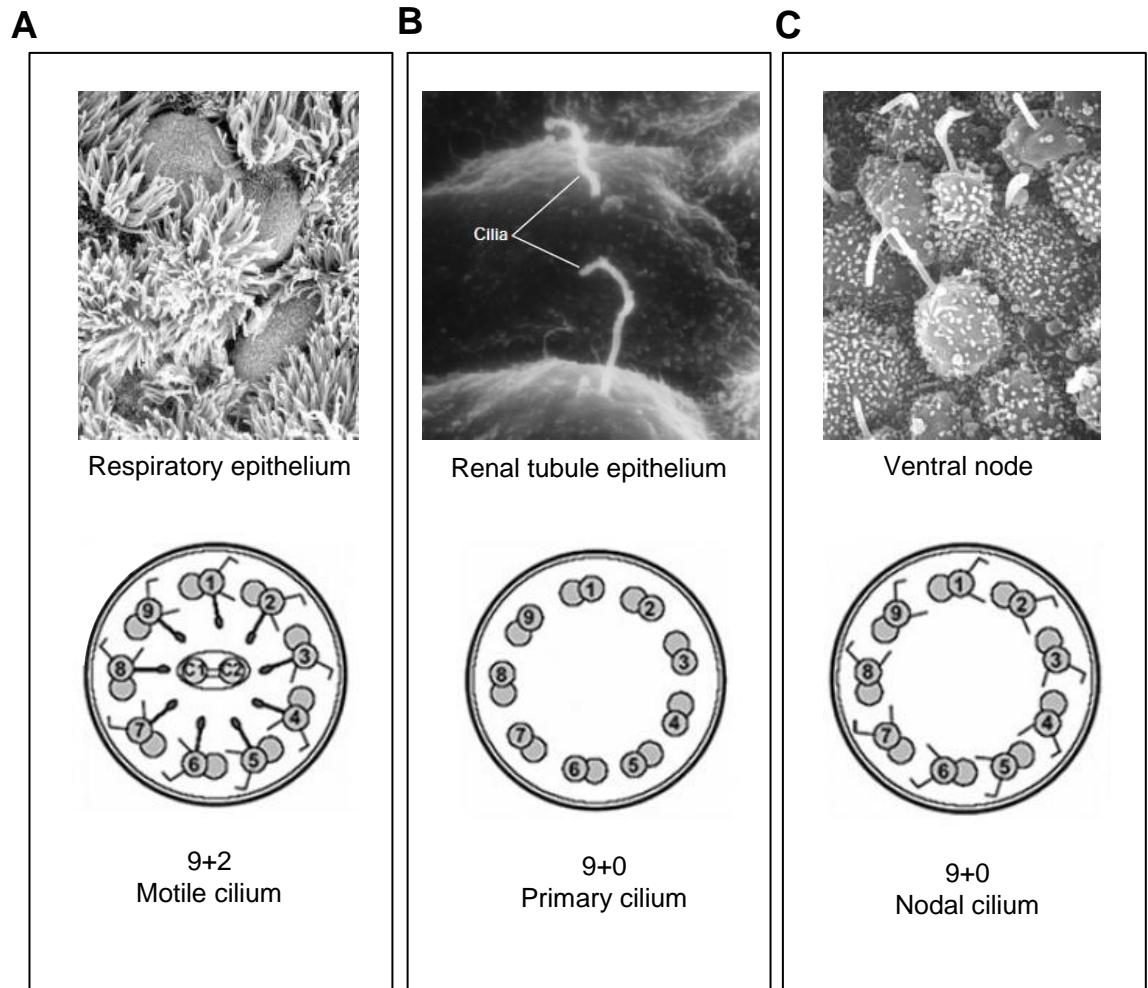 A
B
C
Cilia
Respiratory epithelium
Renal tubule epithelium
Ventral node
1
2
3
4
5
6
7
8
9
C1 C2
9+2
Motile cilium
1
2
3
4
5
6
7
8
9
9+0
Primary cilium
1
2
3
4
5
6
7
8
9
9+0
Nodal cilium